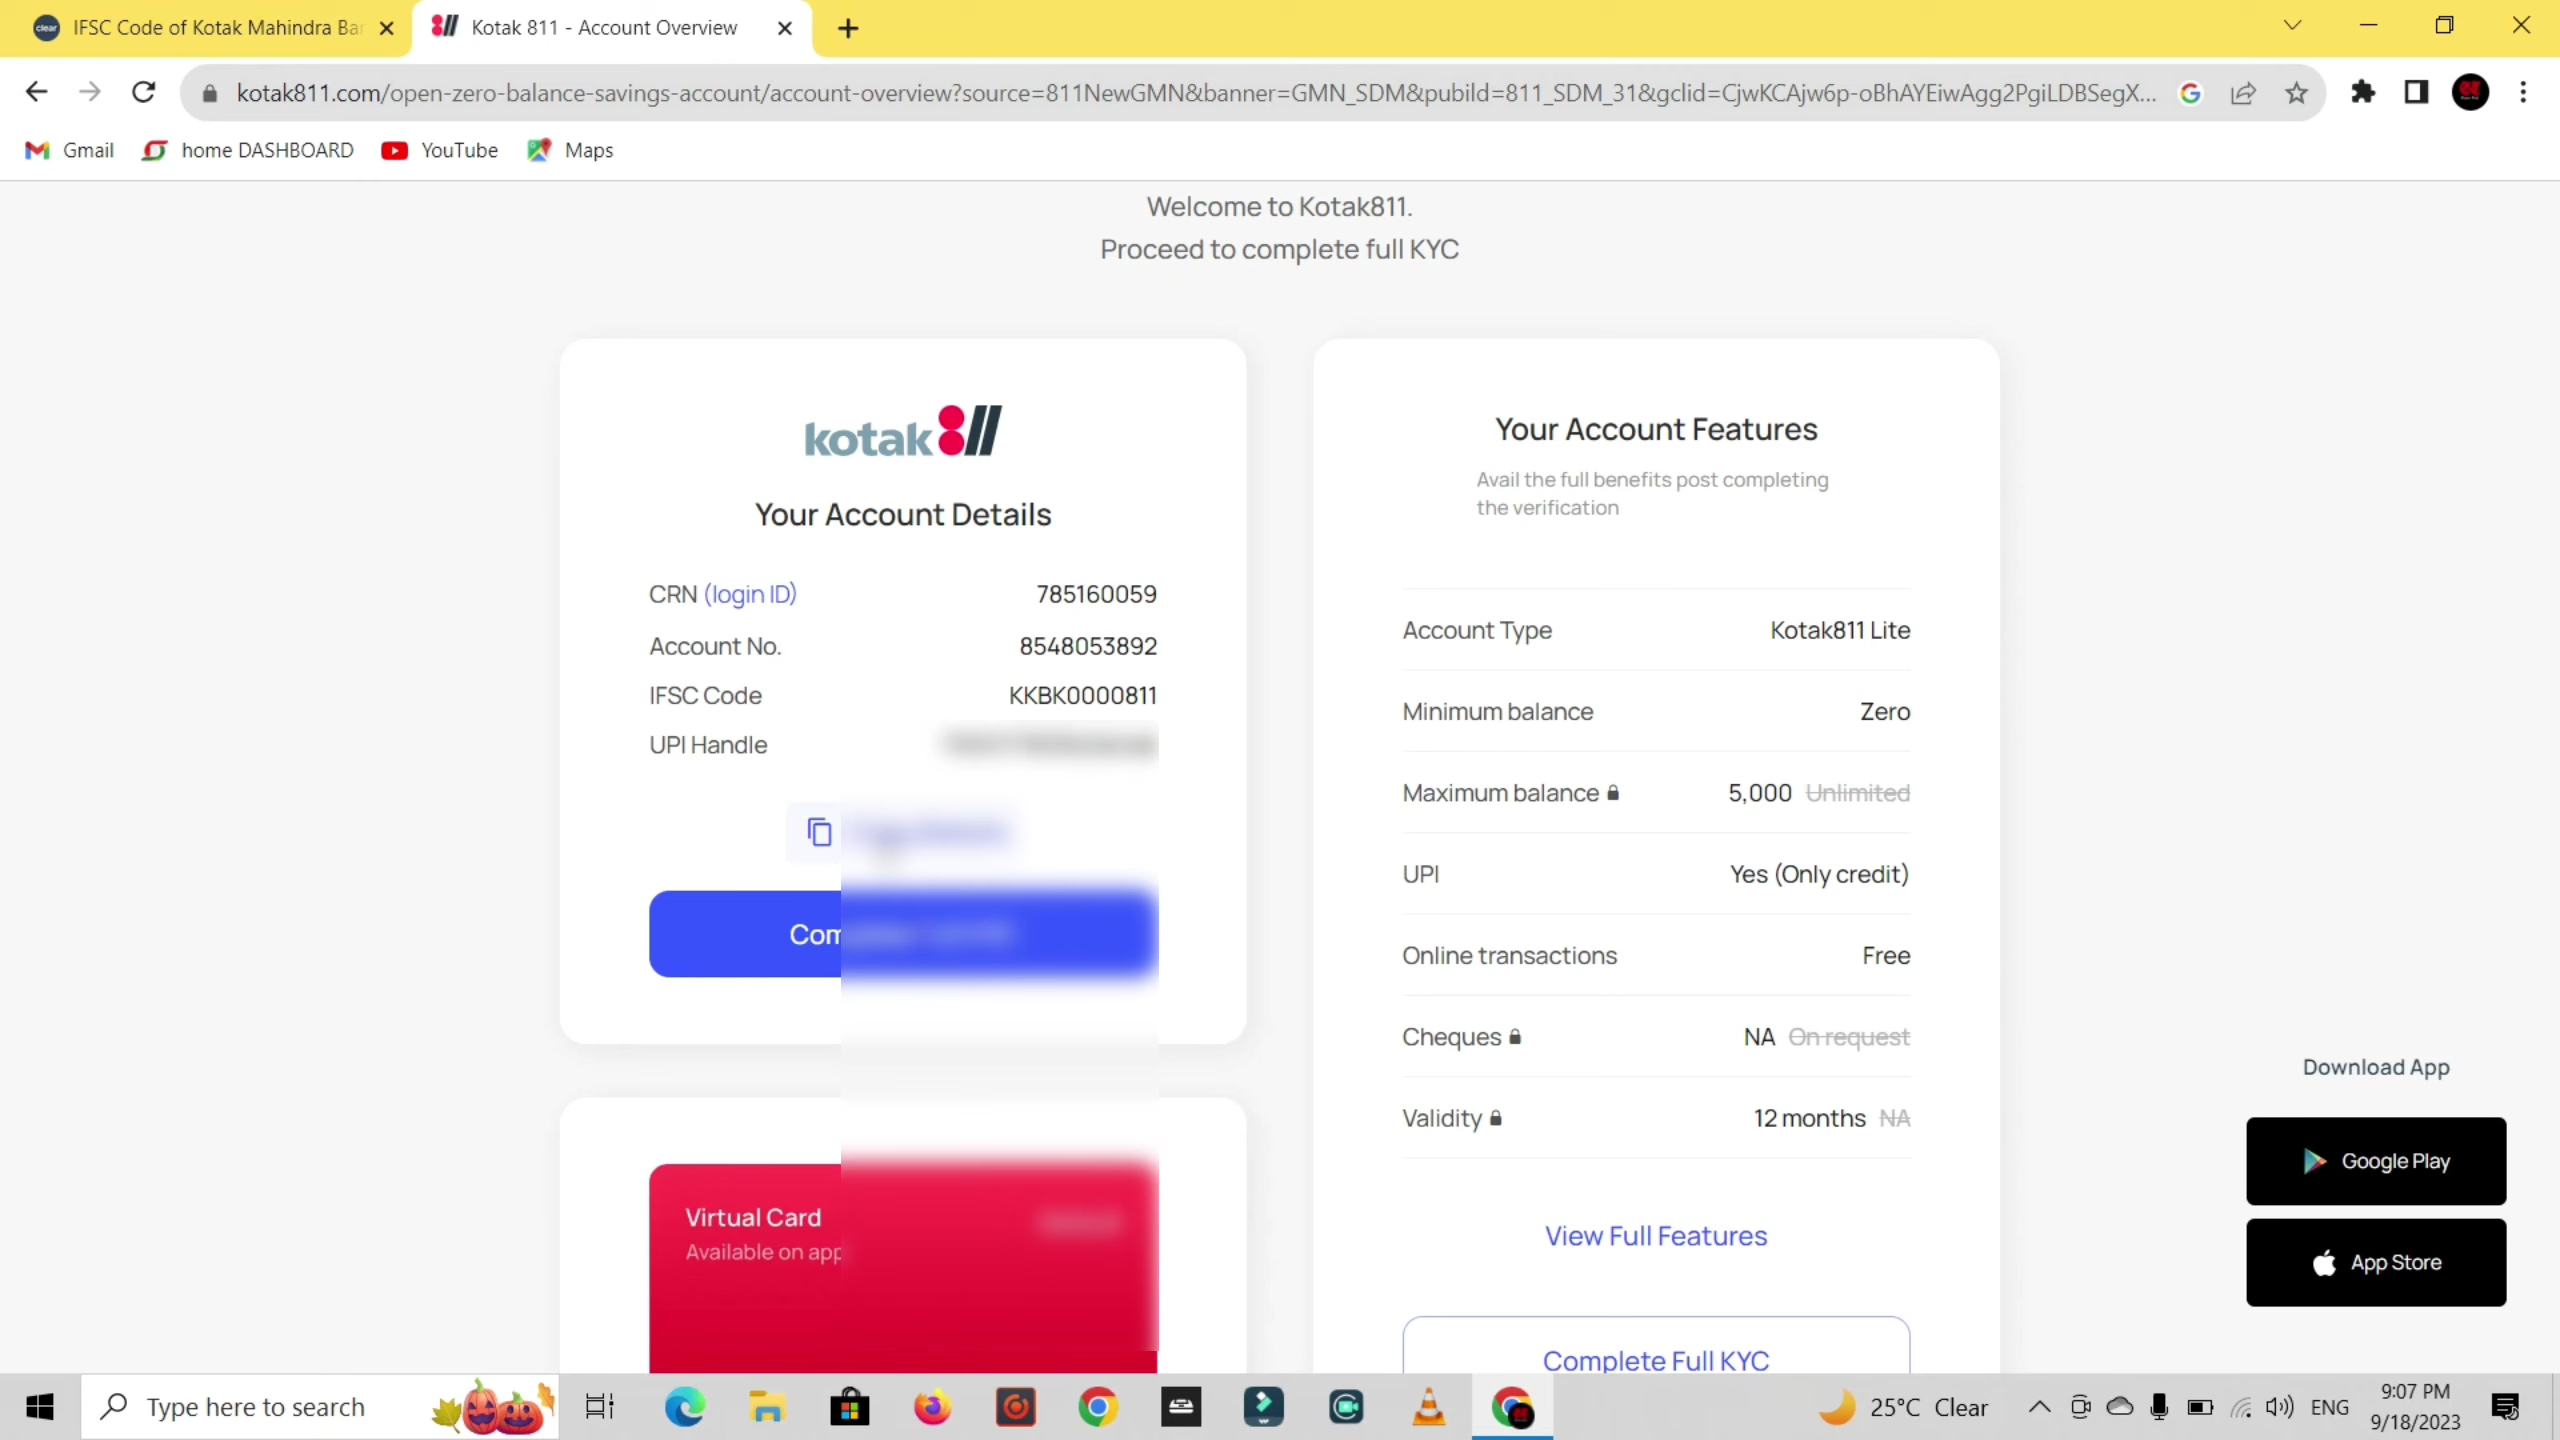 clear IFSC Code of Kotak Mahindra Ba
Kotak 811 - Account Overview
kotak811.com/open-zero-balance-savings-account/account-overview?source=811NewGMN&banner=GMN_SDM&pubild=811_SDM_31&gclid=CjwKCAjw6p-oBhAYEiwAgg2PgiLDBSegX...
Gmail home DASHBOARD YouTube Maps
Welcome to Kotak811.
Proceed to complete full KYC
kotak811
Your Account Details
CRN (login ID) 785160059
Account No. 8548053892
IFSC Code KKBK0000811
UPI Handle
Com
Virtual Card
Available on app
Your Account Features
Avail the full benefits post completing
the verification
Account Type Kotak811 Lite
Minimum balance Zero
Maximum balance 5,000 Unlimited
UPI Yes (Only credit)
Online transactions Free
Cheques NA On request
Validity 12 months NA
View Full Features
Complete Full KYC
Download App
Google Play
App Store
Type here to search
25°C Clear
ENG
9:07 PM
9/18/2023